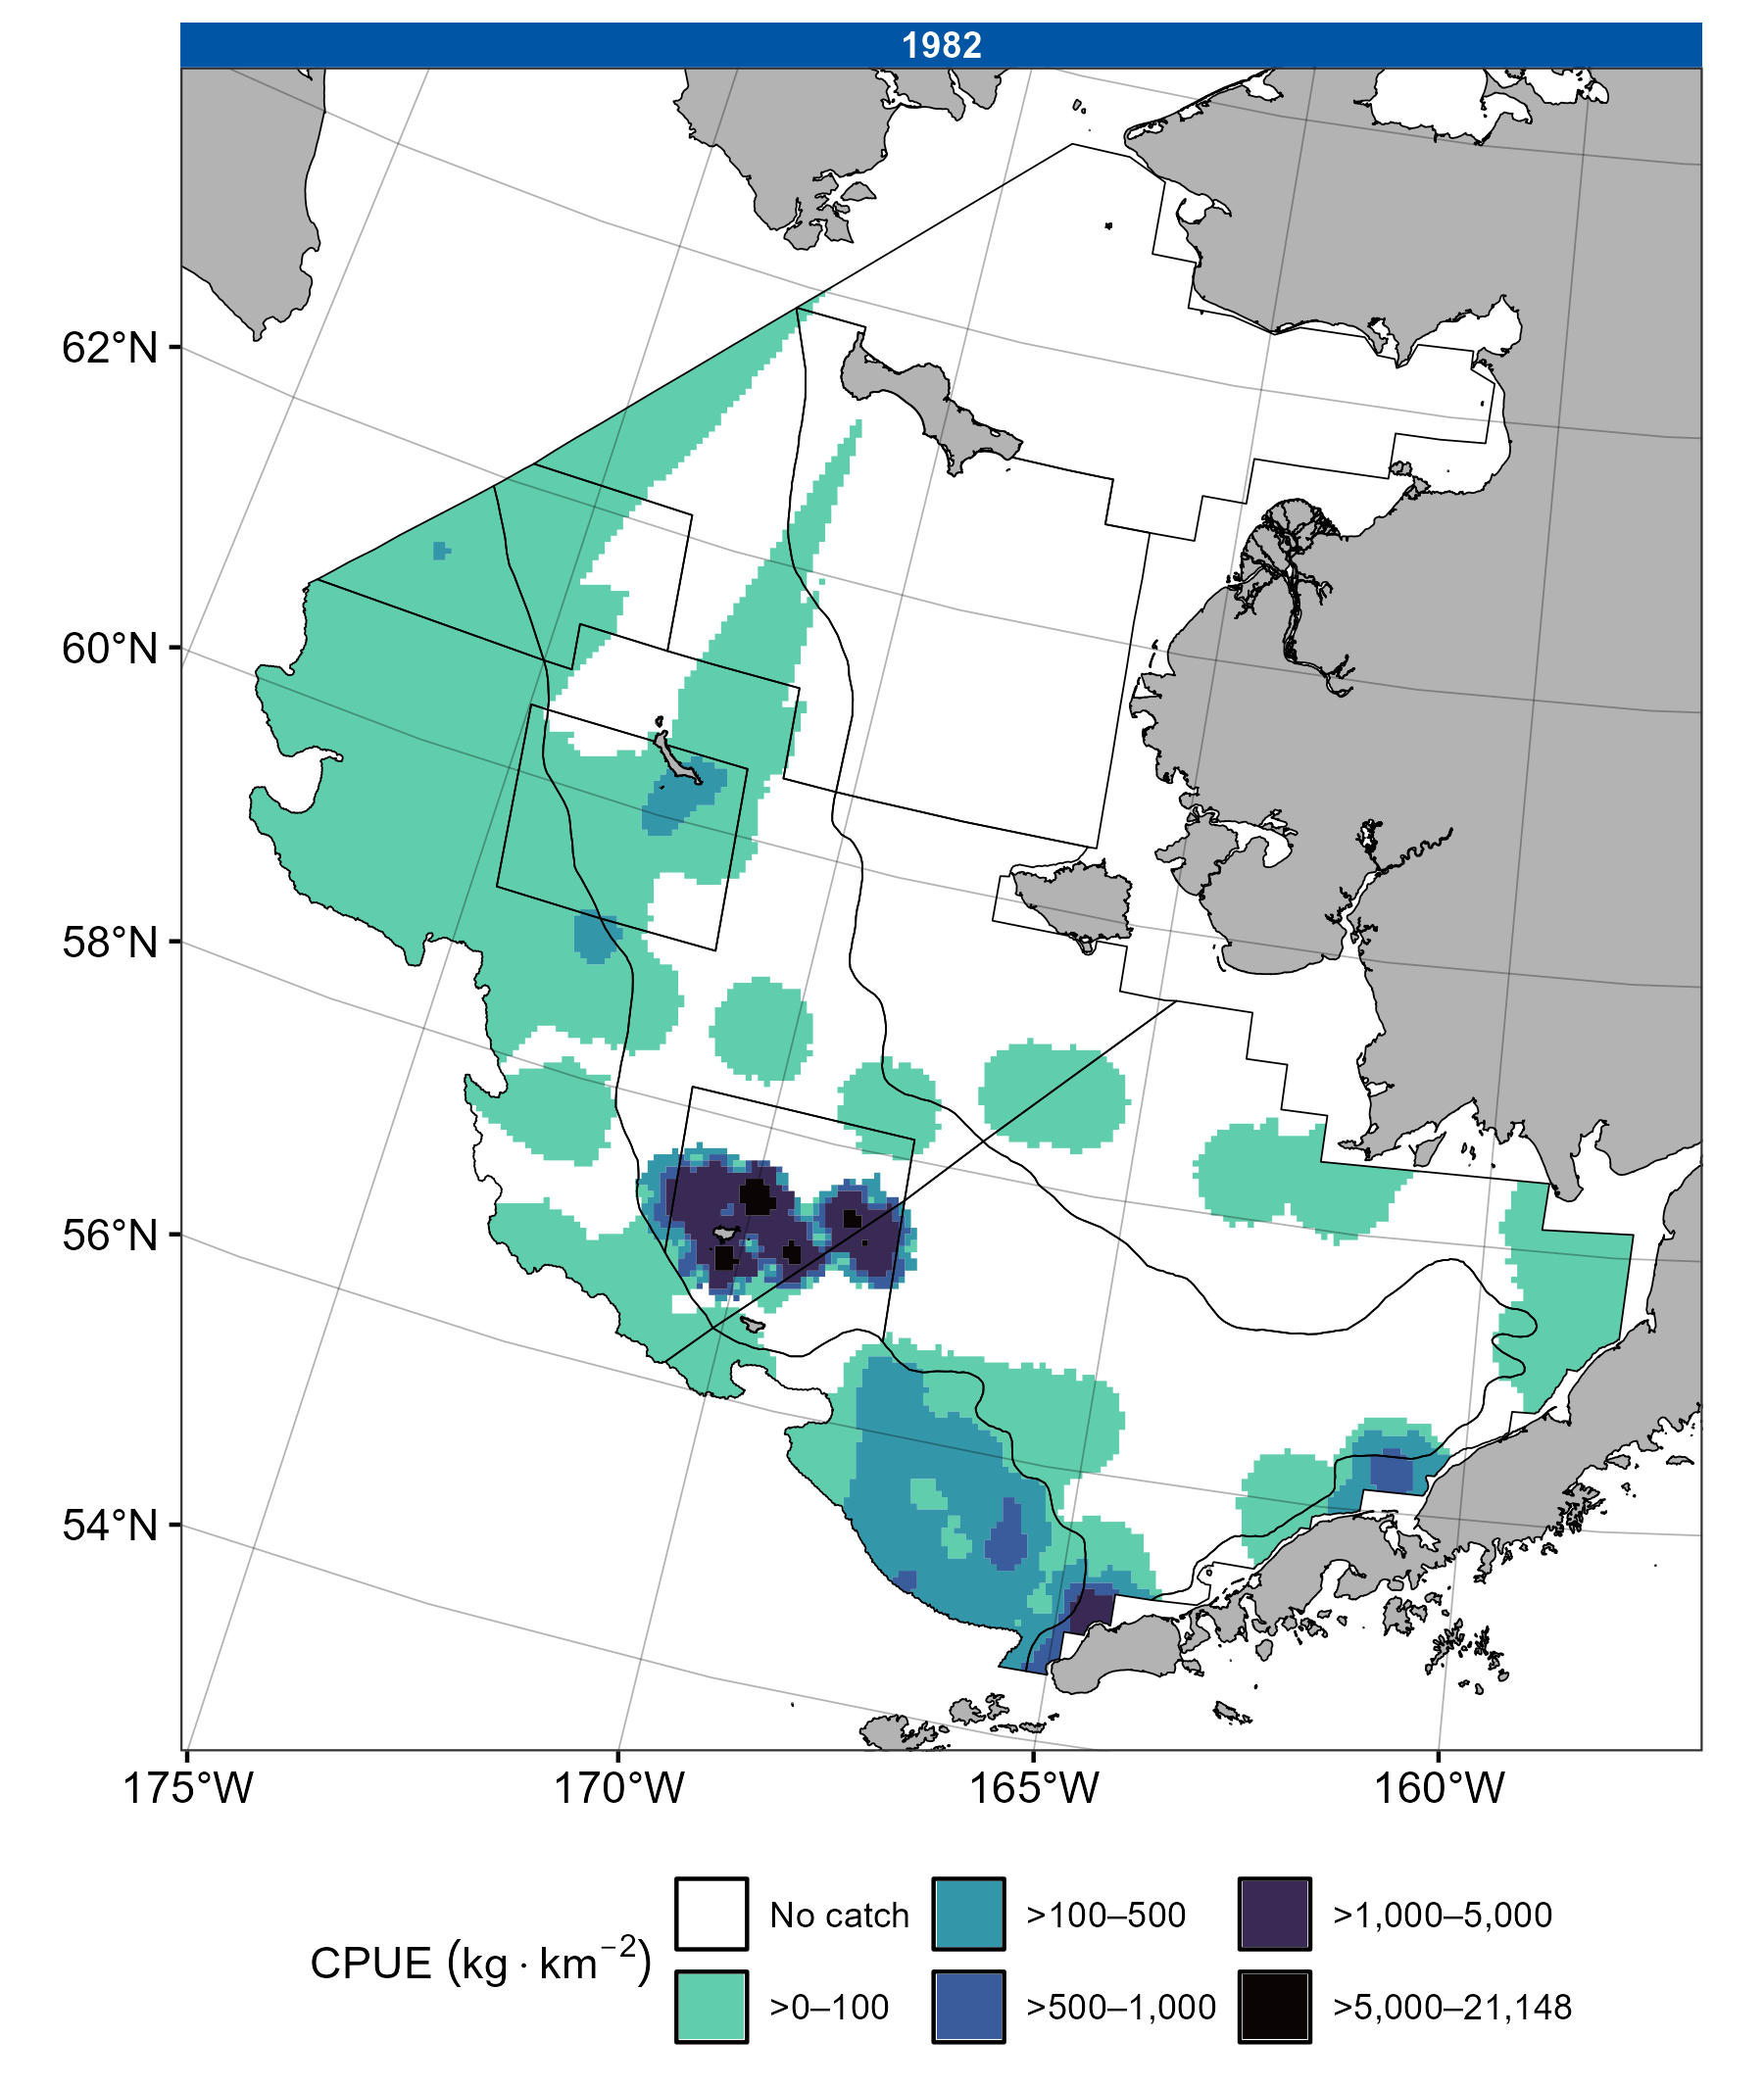 1982
62°N
60°N
58°N
56°N
54°N
175°W 170°W 165°W 160°W
CPUE (kg · km⁻²)
No catch >100–500 >1,000–5,000
>0–100 >500–1,000 >5,000–21,148